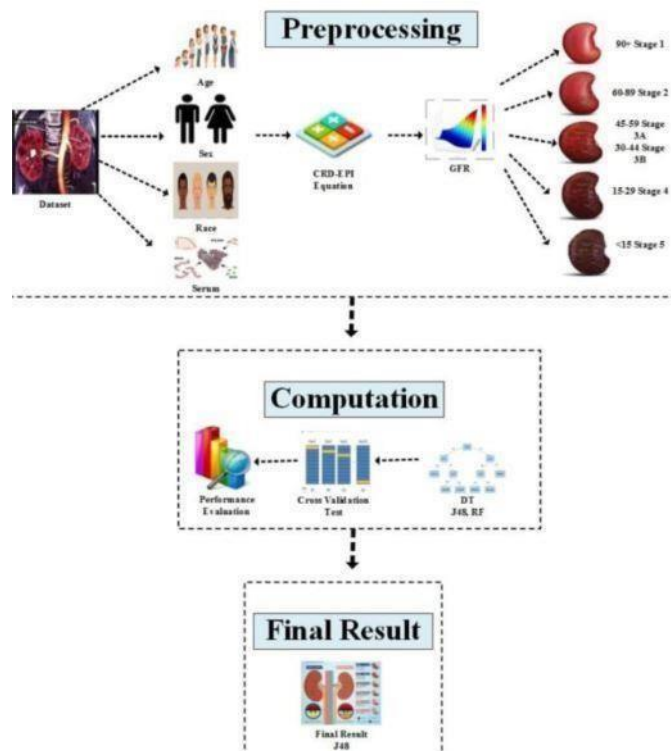 Preprocessing
Age
Sex
Race
Serum
Dataset
CRD-EPI
Equation
GFR
90+ Stage 1
60-89 Stage 2
45-59 Stage
3A
30-44 Stage
3B
15-29 Stage 4
<15 Stage 5
Computation
Performance
Evaluation
Cross Validation
Test
DT
J48, RF
Final Result
Final Result
J48